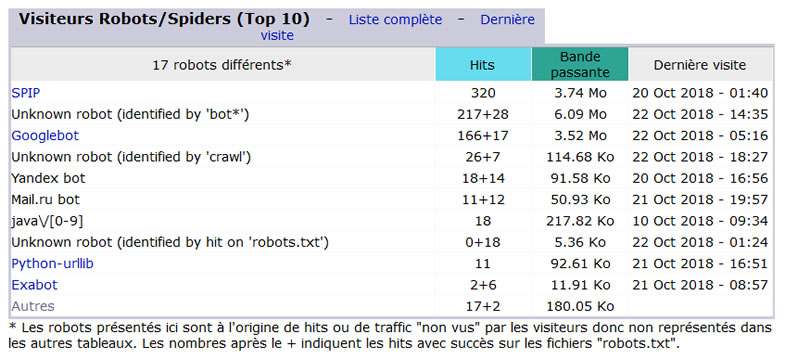 Visiteurs Robots/Spiders (Top 10) - Liste complète - Dernière
visite
17 robots différents* Hits Bande passante Dernière visite
SPIP 320 3.74 Mo 20 Oct 2018 - 01:40
Unknown robot (identified by 'bot*') 217+28 6.09 Mo 22 Oct 2018 - 14:35
Googlebot 166+17 3.52 Mo 22 Oct 2018 - 05:16
Unknown robot (identified by 'crawl') 26+7 114.68 Ko 22 Oct 2018 - 18:27
Yandex bot 18+14 91.58 Ko 20 Oct 2018 - 16:56
Mail.ru bot 11+12 50.93 Ko 21 Oct 2018 - 19:57
java\/[0-9] 18 217.82 Ko 10 Oct 2018 - 09:34
Unknown robot (identified by hit on 'robots.txt') 0+18 5.36 Ko 22 Oct 2018 - 01:24
Python-urllib 11 92.61 Ko 21 Oct 2018 - 16:51
Exabot 2+6 11.91 Ko 21 Oct 2018 - 08:57
Autres 17+2 180.05 Ko
* Les robots présentés ici sont à l'origine de hits ou de traffic "non vus" par les visiteurs donc non représentés dans
les autres tableaux. Les nombres après le + indiquent les hits avec succès sur les fichiers "robots.txt".